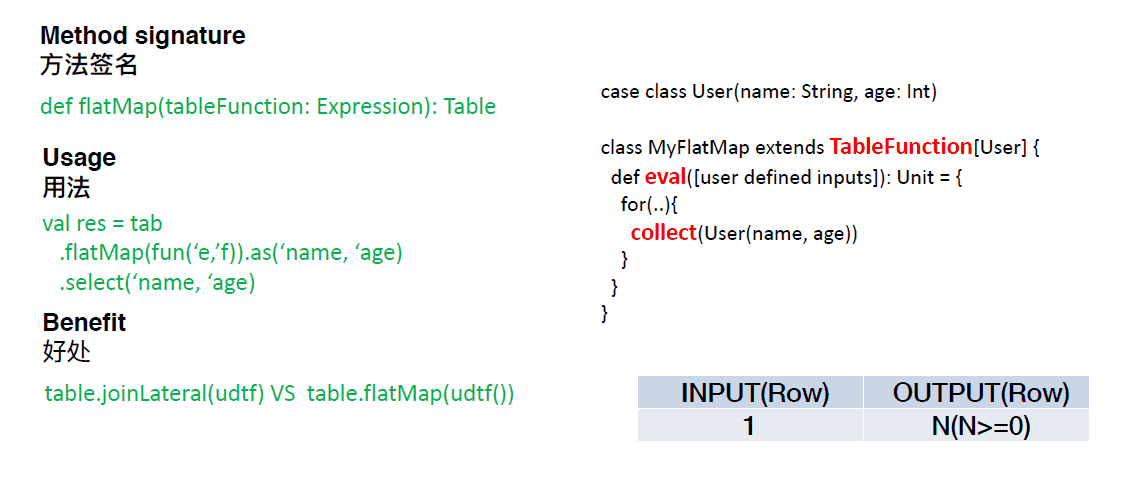 Method signature
方法签名
def flatMap(tableFunction: Expression): Table
Usage
用法
val res = tab
.flatMap(fun(‘e,’f)).as(‘name, ‘age)
.select(‘name, ‘age)
Benefit
好处
table.joinLateral(udtf) VS table.flatMap(udtf())
case class User(name: String, age: Int)
class MyFlatMap extends TableFunction[User] {
def eval([user defined inputs]): Unit = {
for(..){
collect(User(name, age))
}
}
}
INPUT(Row) OUTPUT(Row)
1 N(N>=0)